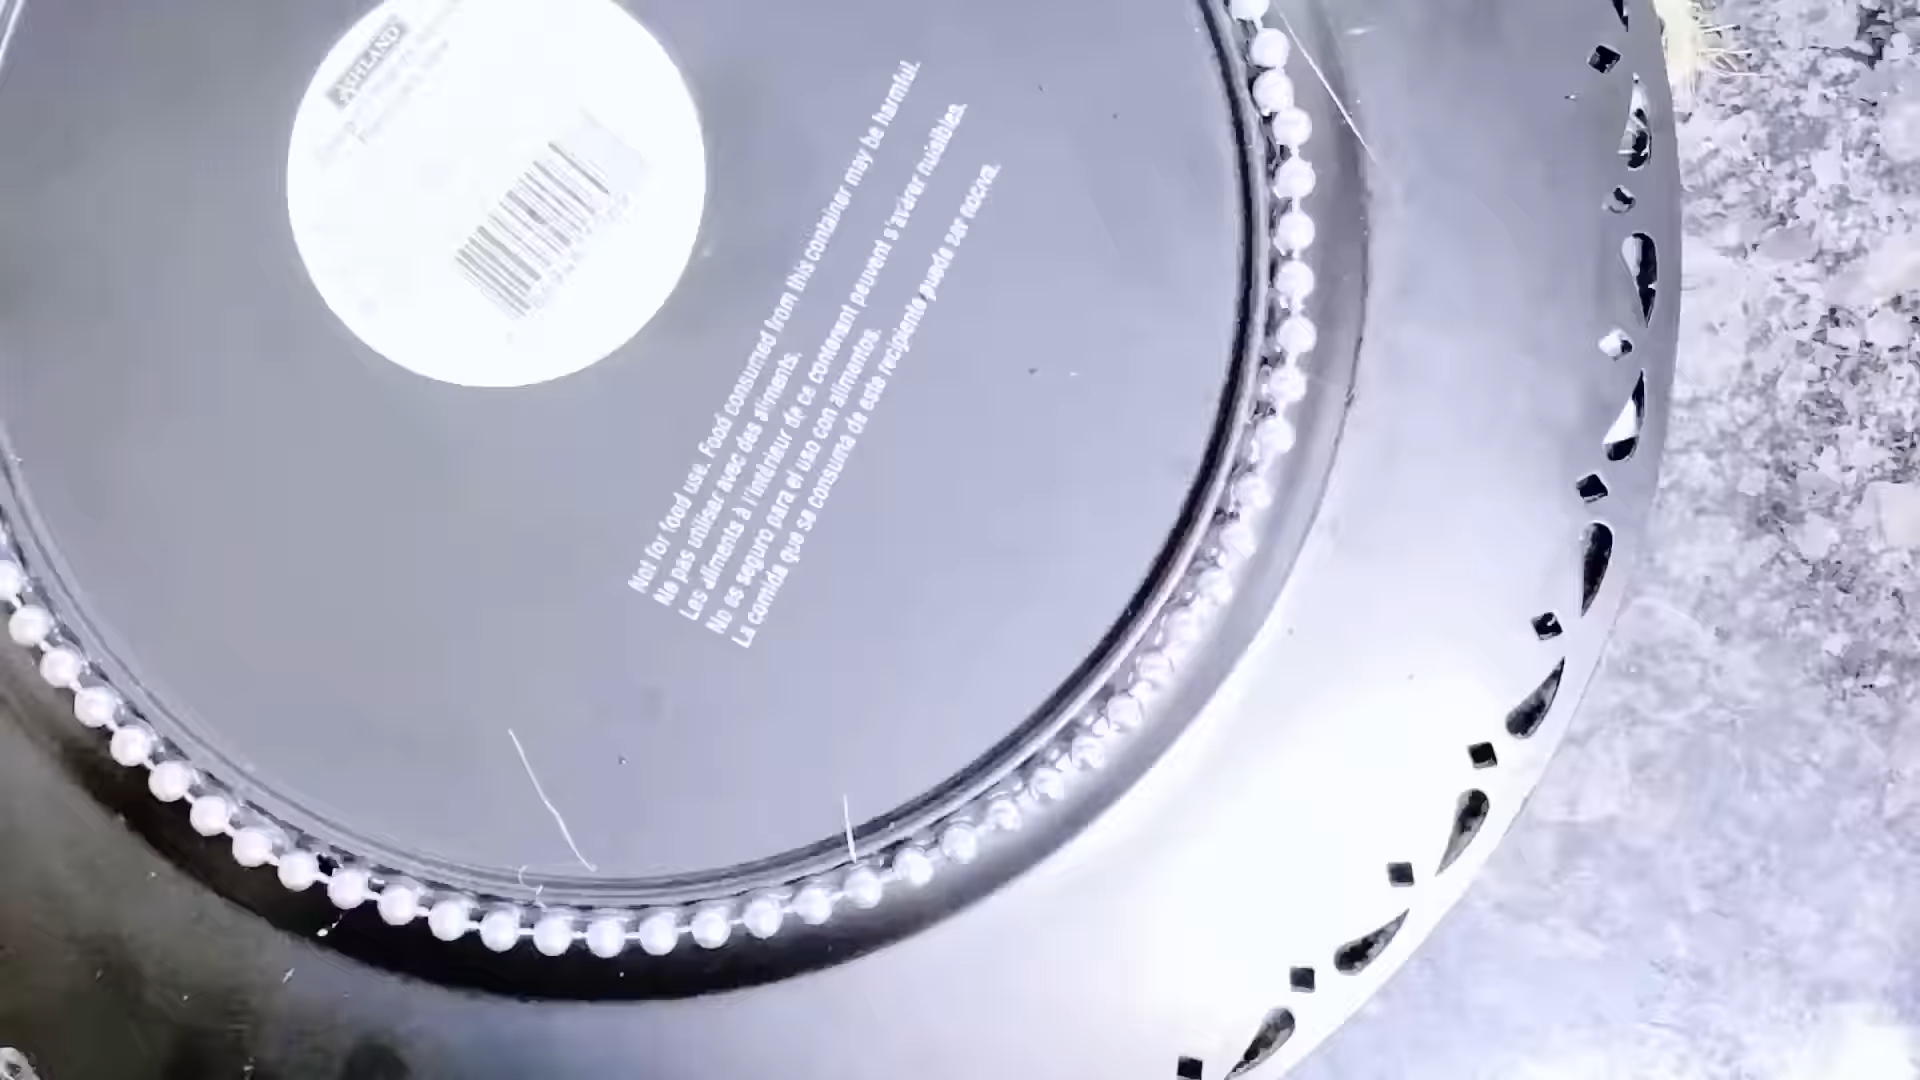 ASHLAND
Not for food use. Food consumed from this container may be harmful.
Ne pas utiliser avec des aliments.
Les aliments à l'intérieur de ce contenant peuvent s'avérer nuisibles.
No es seguro para el uso con alimentos.
La comida que se consuma de este recipiente puede ser nociva.